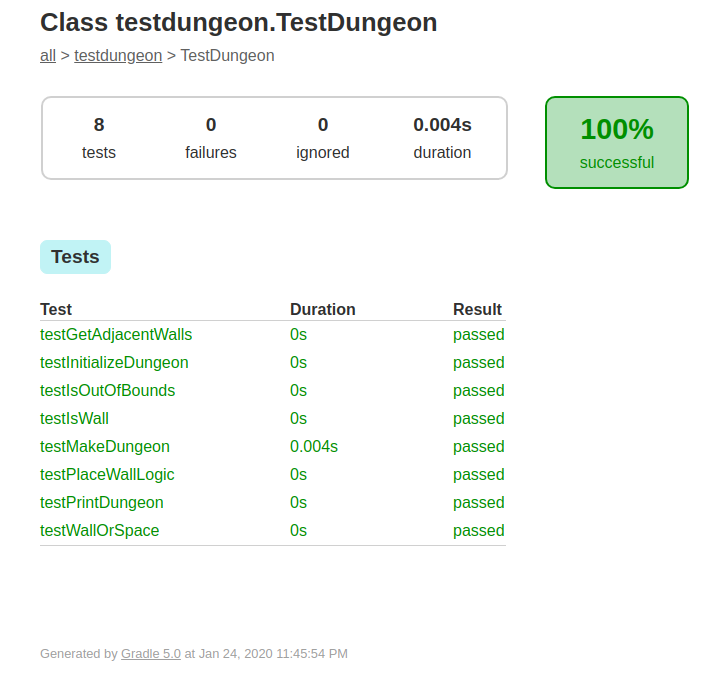 Class testdungeon.TestDungeon
all > testdungeon > TestDungeon
8 0 0 0.004s
tests failures ignored duration
100%
successful
Tests
Test Duration Result
testGetAdjacentWalls 0s passed
testInitializeDungeon 0s passed
testIsOutOfBounds 0s passed
testIsWall 0s passed
testMakeDungeon 0.004s passed
testPlaceWallLogic 0s passed
testPrintDungeon 0s passed
testWallOrSpace 0s passed
Generated by Gradle 5.0 at Jan 24, 2020 11:45:54 PM